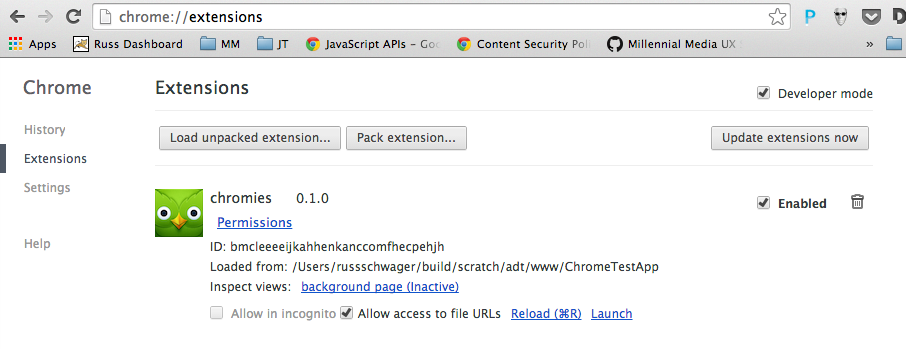 chrome://extensions
Apps Russ Dashboard MM JT JavaScript APIs – Goo Content Security Poli Millennial Media UX »
Chrome
Extensions
Developer mode
History
Extensions
Settings
Help
Load unpacked extension... Pack extension... Update extensions now
chromies 0.1.0
Enabled
Permissions
ID: bmcleeeeijkahhenkanccomfhecpehjh
Loaded from: /Users/russschwager/build/scratch/adt/www/ChromeTestApp
Inspect views: background page (Inactive)
Allow in incognito Allow access to file URLs Reload (⌘R) Launch